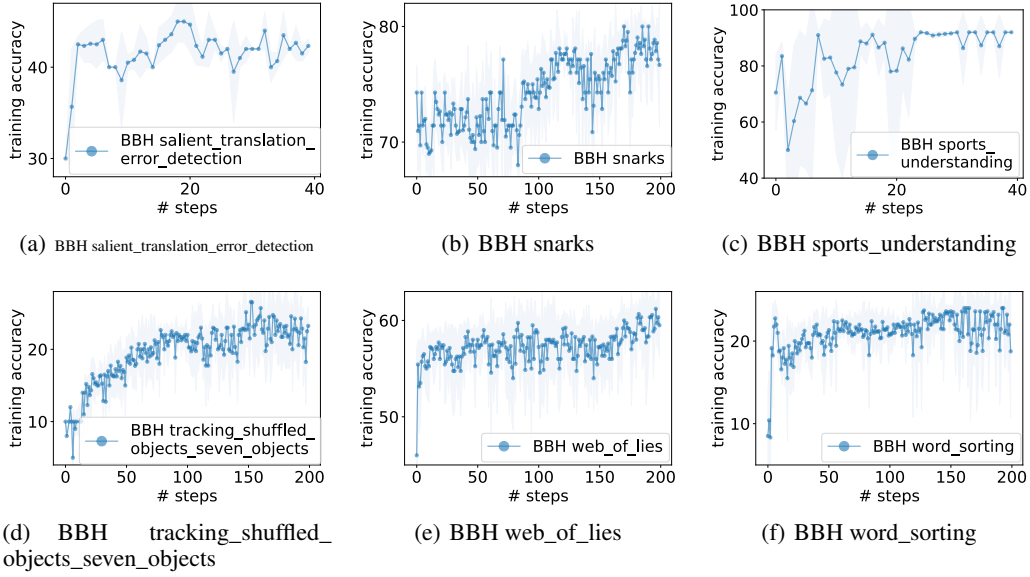 training accuracy
40
30
BBH salient_translation_
error_detection
0
20
40
# steps
(a) BBH salient_translation_error_detection
training accuracy
80
70
BBH snarks
0
50
100
150
200
# steps
(b) BBH snarks
training accuracy
100
80
60
40
BBH sports_
understanding
0
20
40
# steps
(c) BBH sports_understanding
training accuracy
20
10
BBH tracking_shuffled_
objects_seven_objects
0
50
100
150
200
# steps
(d) BBH tracking_shuffled_
objects_seven_objects
training accuracy
60
50
BBH web_of_lies
0
50
100
150
200
# steps
(e) BBH web_of_lies
training accuracy
20
10
BBH word_sorting
0
50
100
150
200
# steps
(f) BBH word_sorting